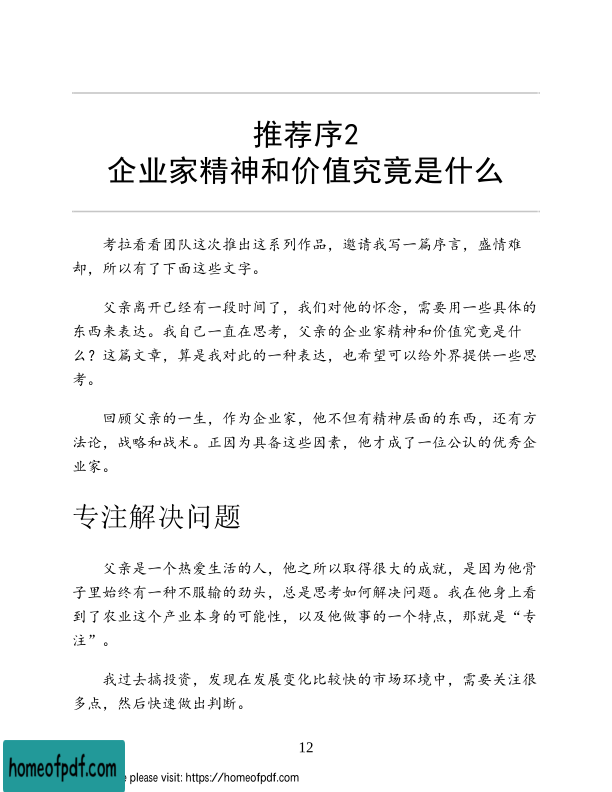 推荐序2
企业家精神和价值究竟是什么
考拉看看团队这次推出这系列作品，邀请我写一篇序言，盛情难
却，所以有了下面这些文字。
父亲离开已经有一段时间了，我们对他的怀念，需要用一些具体的
东西来表达。我自己一直在思考，父亲的企业家精神和价值究竟是什
么？这篇文章，算是我对此的一种表达，也希望可以给外界提供一些思
考。
回顾父亲的一生，作为企业家，他不但有精神层面的东西，还有方
法论，战略和战术。正因为具备这些因素，他才成了一位公认的优秀企
业家。
专注解决问题
父亲是一个热爱生活的人，他之所以取得很大的成就，是因为他骨
子里始终有一种不服输的劲头，总是思考如何解决问题。我在他身上看
到了农业这个产业本身的可能性，以及他做事的一个特点，那就是“专
注”。
我过去搞投资，发现在发展变化比较快的市场环境中，需要关注很
多点，然后快速做出判断。
12
homeofpdf.com
e please visit: https://homeofpdf.com